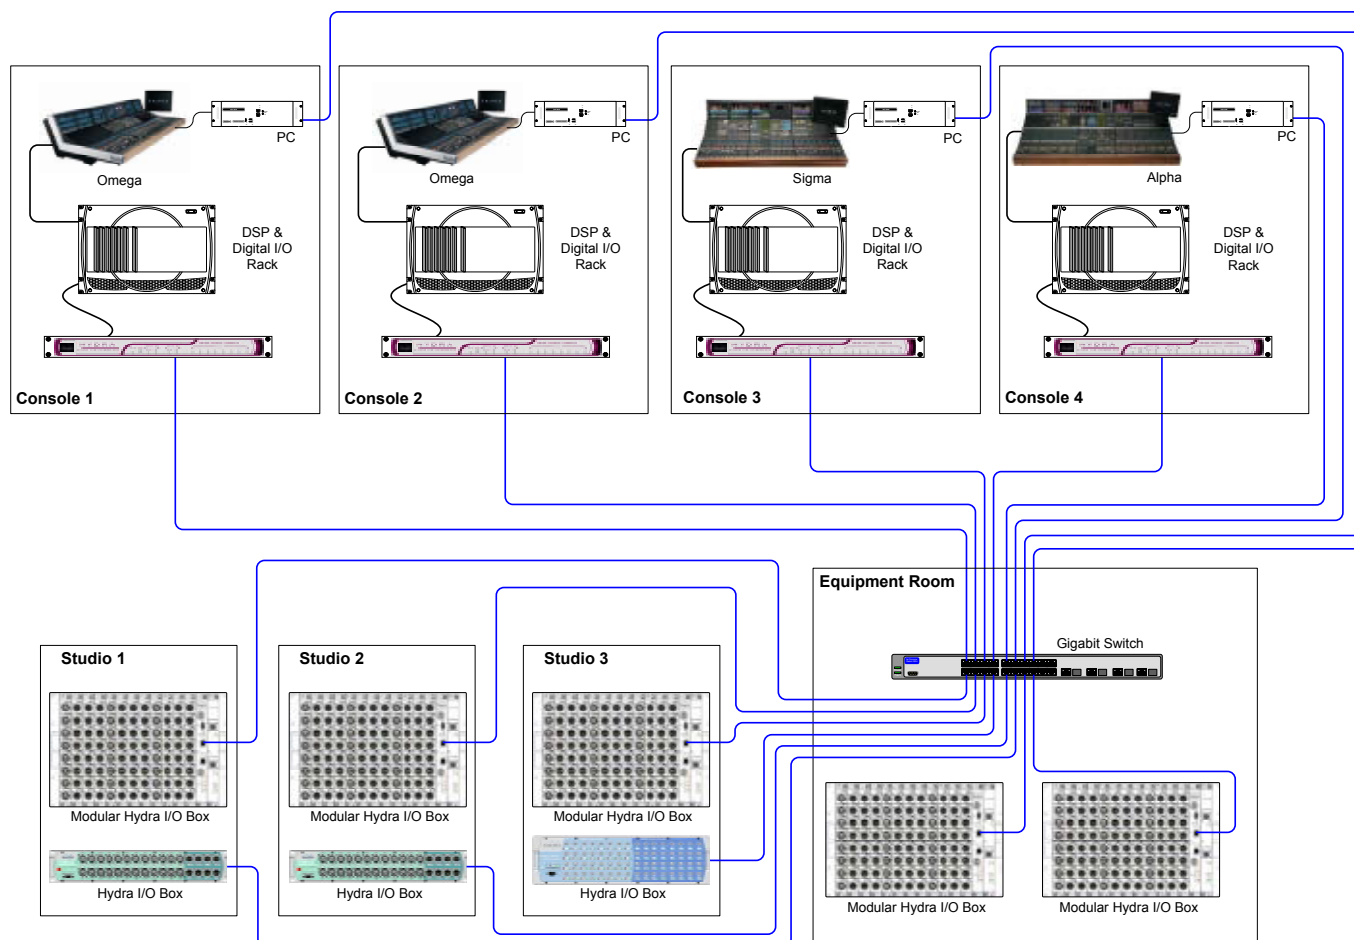 PC
PC
PC
PC
Omega
Omega
Sigma
Alpha
DSP &
Digital I/O
Rack
DSP &
Digital I/O
Rack
DSP &
Digital I/O
Rack
DSP &
Digital I/O
Rack
Console 1
Console 2
Console 3
Console 4
Equipment Room
Gigabit Switch
Studio 1
Studio 2
Studio 3
Modular Hydra I/O Box
Modular Hydra I/O Box
Modular Hydra I/O Box
Hydra I/O Box
Hydra I/O Box
Hydra I/O Box
Modular Hydra I/O Box
Modular Hydra I/O Box